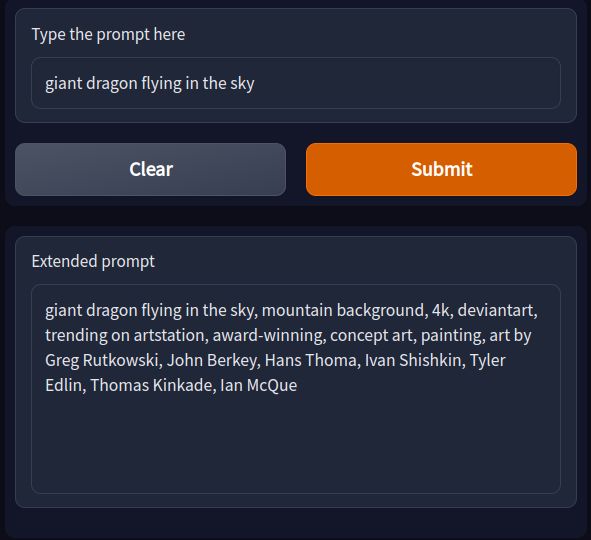 Type the prompt here
giant dragon flying in the sky
Clear
Submit
Extended prompt
giant dragon flying in the sky, mountain background, 4k, deviantart,
trending on artstation, award-winning, concept art, painting, art by
Greg Rutkowski, John Berkey, Hans Thoma, Ivan Shishkin, Tyler
Edlin, Thomas Kinkade, Ian McQue